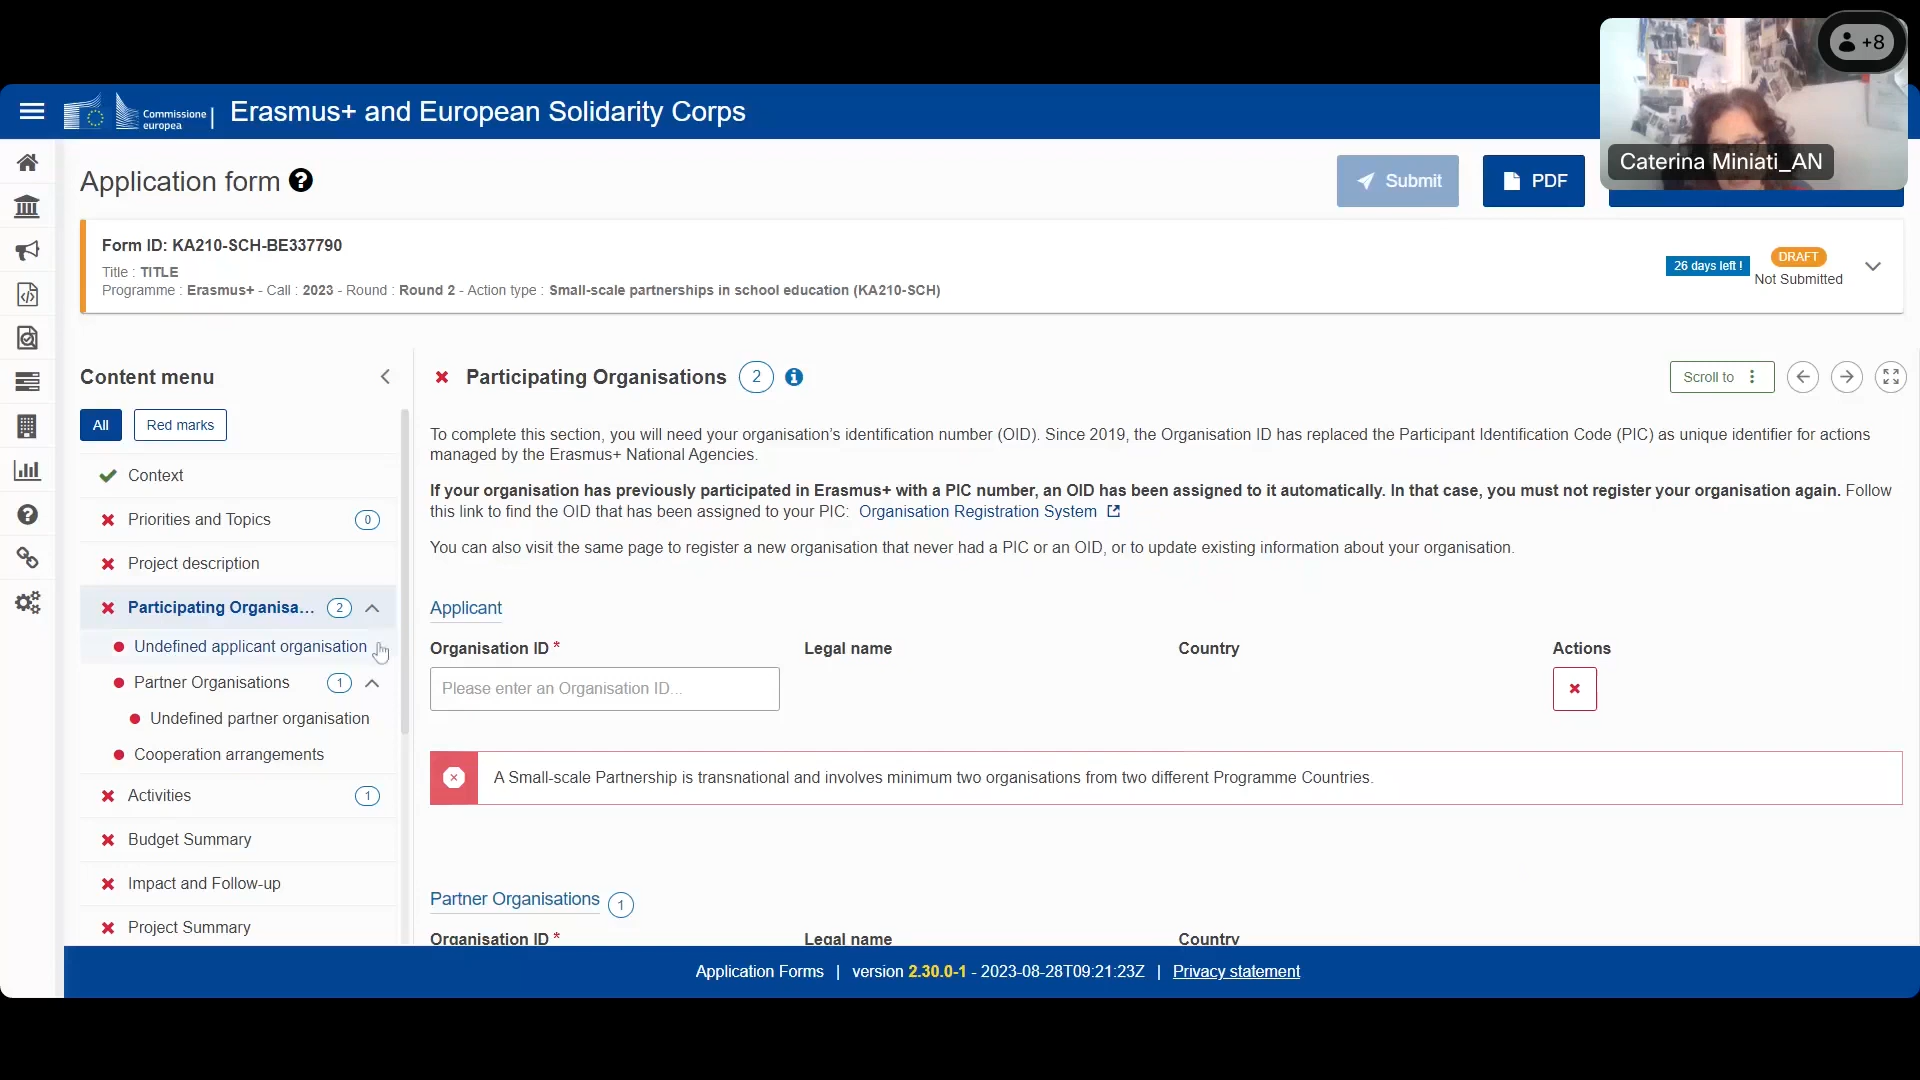 +8
Caterina Miniati_AN
Commissione
europea
Erasmus+ and European Solidarity Corps
Application form
Submit
PDF
Form ID: KA210-SCH-BE337790
Title : TITLE
Programme : Erasmus+ - Call : 2023 - Round : Round 2 - Action type : Small-scale partnerships in school education (KA210-SCH)
26 days left !
DRAFT
Not Submitted
Content menu
All
Red marks
Context
Priorities and Topics 0
Project description
Participating Organisa... 2
Undefined applicant organisation
Partner Organisations 1
Undefined partner organisation
Cooperation arrangements
Activities 1
Budget Summary
Impact and Follow-up
Project Summary
Participating Organisations 2
Scroll to
To complete this section, you will need your organisation's identification number (OID). Since 2019, the Organisation ID has replaced the Participant Identification Code (PIC) as unique identifier for actions
managed by the Erasmus+ National Agencies.
If your organisation has previously participated in Erasmus+ with a PIC number, an OID has been assigned to it automatically. In that case, you must not register your organisation again. Follow
this link to find the OID that has been assigned to your PIC: Organisation Registration System
You can also visit the same page to register a new organisation that never had a PIC or an OID, or to update existing information about your organisation.
Applicant
Organisation ID * Legal name Country Actions
Please enter an Organisation ID...
A Small-scale Partnership is transnational and involves minimum two organisations from two different Programme Countries.
Partner Organisations 1
Organisation ID * Legal name Country
Application Forms | version 2.30.0-1 - 2023-08-28T09:21:23Z | Privacy statement